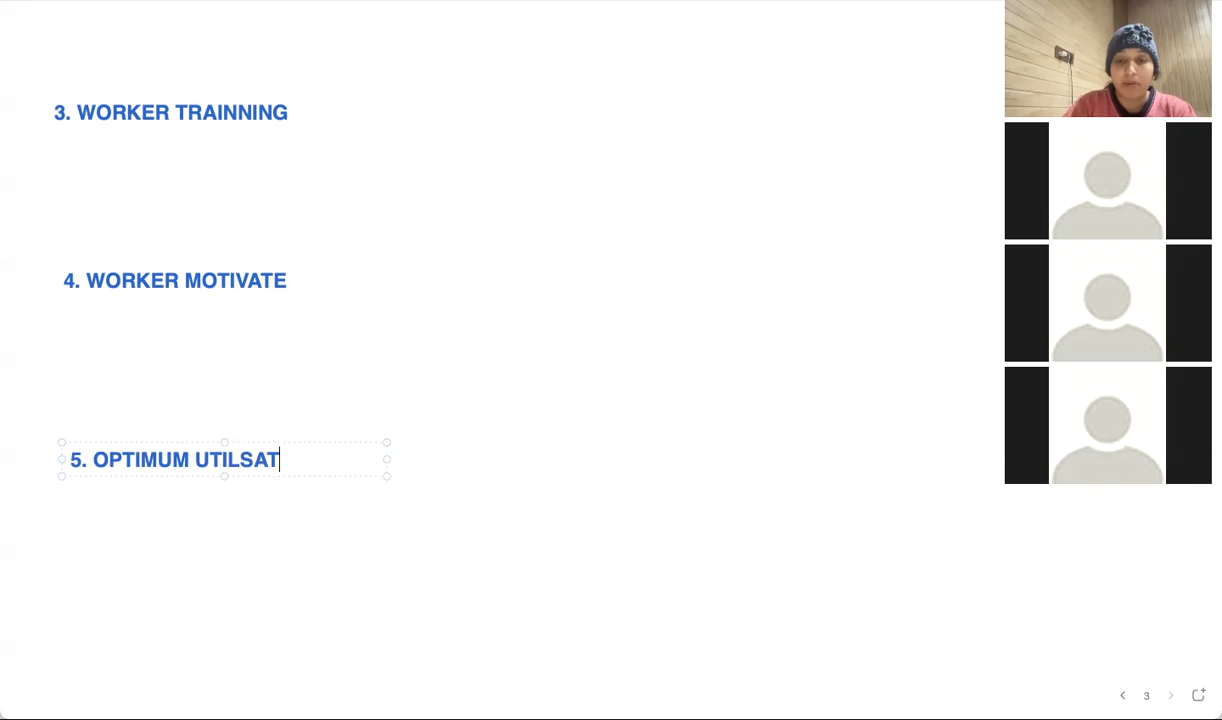 3. WORKER TRAINNING
4. WORKER MOTIVATE
5. OPTIMUM UTILSAT
3